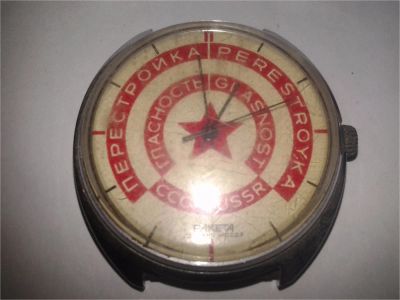 ПЕРЕСТРОЙКА PERESTROYKA
ГЛАСНОСТЬ GLASNOST
СССР USSR
РАКЕТА